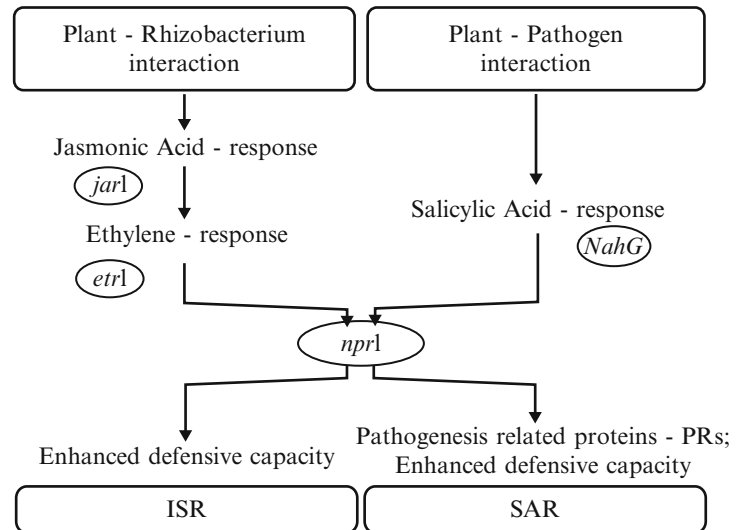 Plant - Rhizobacterium
interaction
Plant - Pathogen
interaction
Jasmonic Acid - response
jar1
Ethylene - response
etr1
Salicylic Acid - response
NahG
npr1
Enhanced defensive capacity
Pathogenesis related proteins - PRs;
Enhanced defensive capacity
ISR
SAR